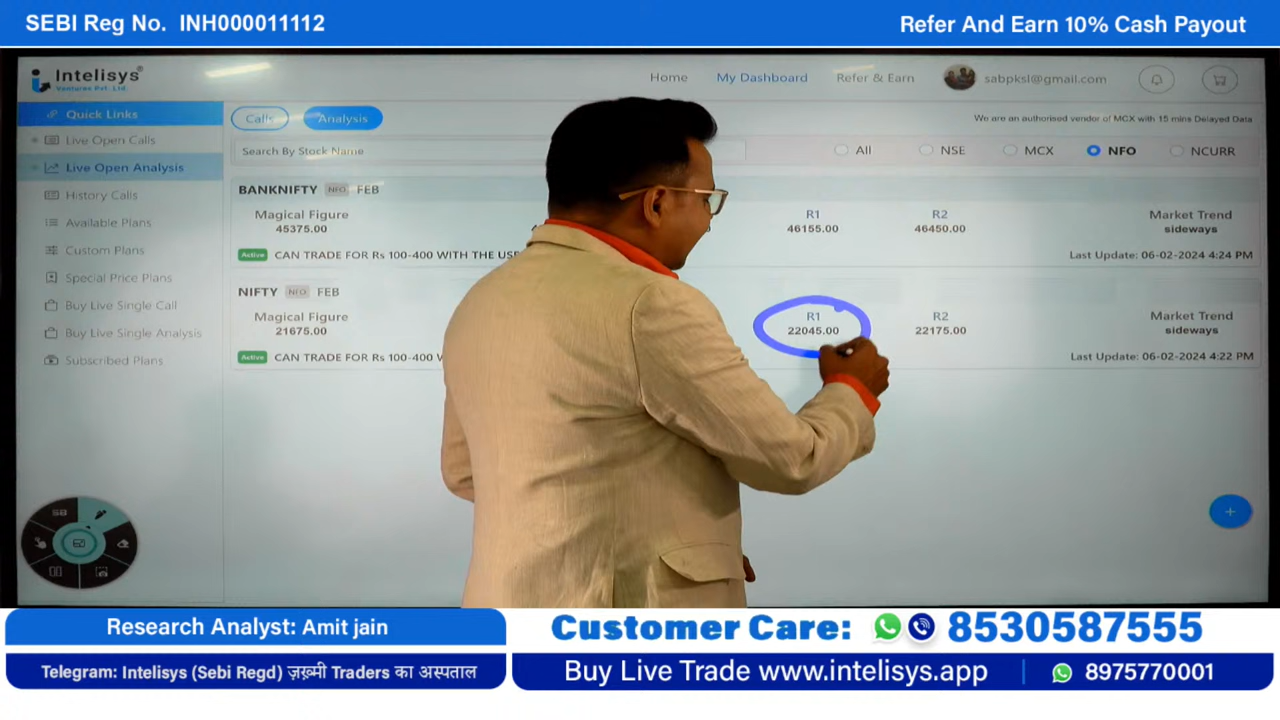 SEBI Reg No. INH000011112
Refer And Earn 10% Cash Payout
Intelisys®
Ventures Pvt. Ltd.
Home My Dashboard Refer & Earn sabpksl@gmail.com
Quick Links
Live Open Calls
Live Open Analysis
History Calls
Available Plans
Custom Plans
Special Price Plans
Buy Live Single Call
Buy Live Single Analysis
Subscribed Plans
Calls Analysis
We are an authorised vendor of MCX with 15 mins Delayed Data
Search By Stock Name
All NSE MCX NFO NCURR
BANKNIFTY NFO FEB
Magical Figure R1 R2 Market Trend
45375.00 46155.00 46450.00 sideways
Active CAN TRADE FOR Rs 100-400 WITH THE USE
Last Update: 06-02-2024 4:24 PM
NIFTY NFO FEB
Magical Figure R1 R2 Market Trend
21675.00 22045.00 22175.00 sideways
Active CAN TRADE FOR Rs 100-400
Last Update: 06-02-2024 4:22 PM
Research Analyst: Amit jain
Customer Care: 8530587555
Telegram: Intelisys (Sebi Regd) ज़ख़्मी Traders का अस्पताल
Buy Live Trade www.intelisys.app | 8975770001